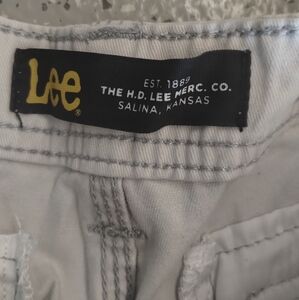 Lee®
EST. 1889
THE H.D. LEE MERC. CO.
SALINA, KANSAS